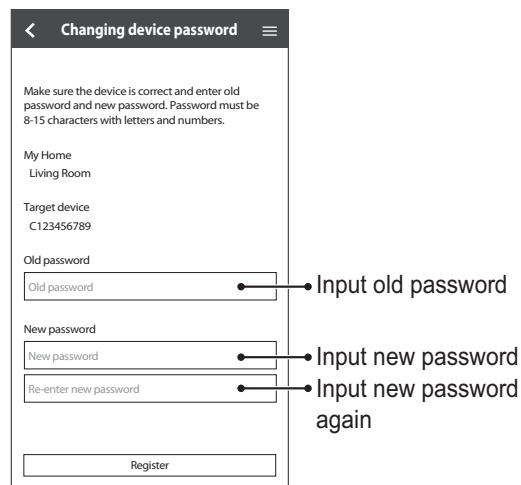 Changing device password
Make sure the device is correct and enter old
password and new password. Password must be
8-15 characters with letters and numbers.
My Home
Living Room
Target device
C123456789
Old password
Old password
Input old password
New password
New password
Input new password
Re-enter new password
Input new password
again
Register